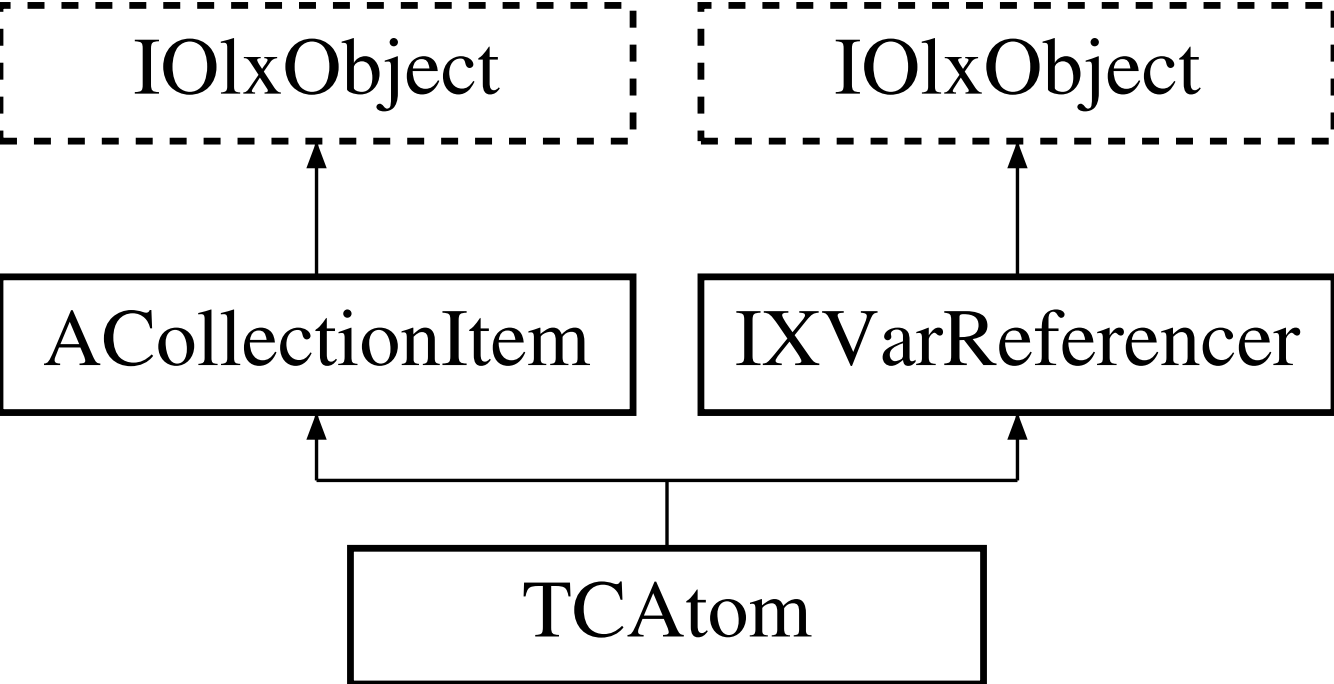 IOlxObject
IOlxObject
ACollectionItem
IXVarReferencer
TCAtom